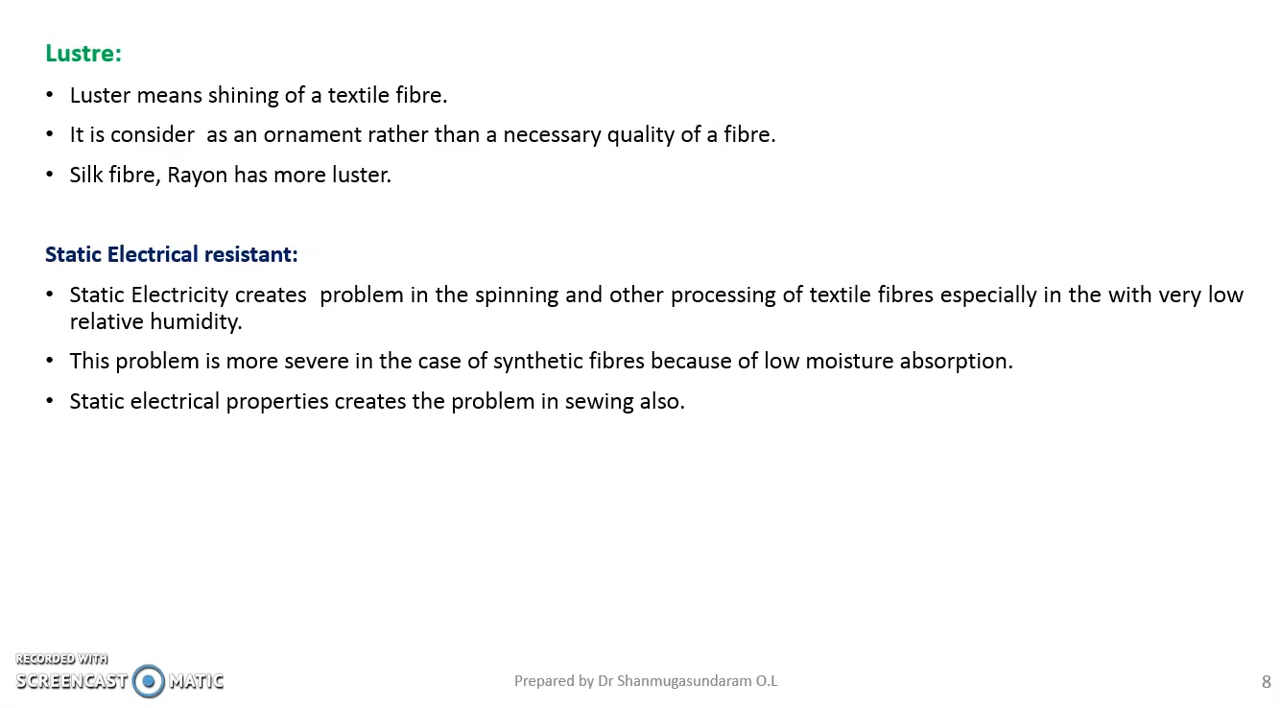 Lustre:
• Luster means shining of a textile fibre.
• It is consider  as an ornament rather than a necessary quality of a fibre.
• Silk fibre, Rayon has more luster.
Static Electrical resistant:
• Static Electricity creates  problem in the spinning and other processing of textile fibres especially in the with very low
relative humidity.
• This problem is more severe in the case of synthetic fibres because of low moisture absorption.
• Static electrical properties creates the problem in sewing also.
RECORDED WITH
SCREENCAST MATIC
Prepared by Dr Shanmugasundaram O.L
8